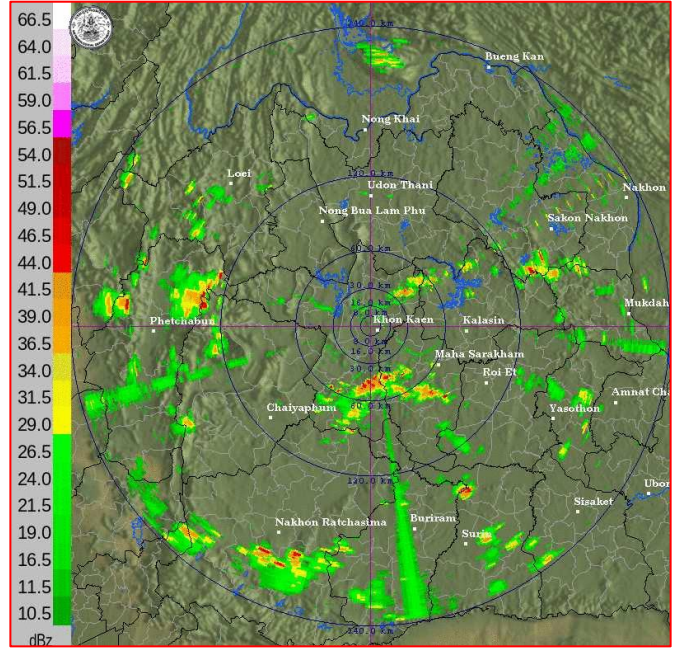 66.5
64.0
61.5
59.0
56.5
54.0
51.5
49.0
46.5
44.0
41.5
39.0
36.5
34.0
31.5
29.0
26.5
24.0
21.5
19.0
16.5
11.5
10.5
dBz
Bueng Kan
Nong Khai
Loei
Udon Thani
Nakhon
Nong Bua Lam Phu
Sakon Nakhon
Mukdah
Phetchabun
Khon Kaen
Kalasin
Maha Sarakham
Roi Et
Amnat Cha
Chaiyaphum
Yasothon
120.0 km
Ubon
Sisaket
Nakhon Ratchasima
Buriram
Surin
240.0 km